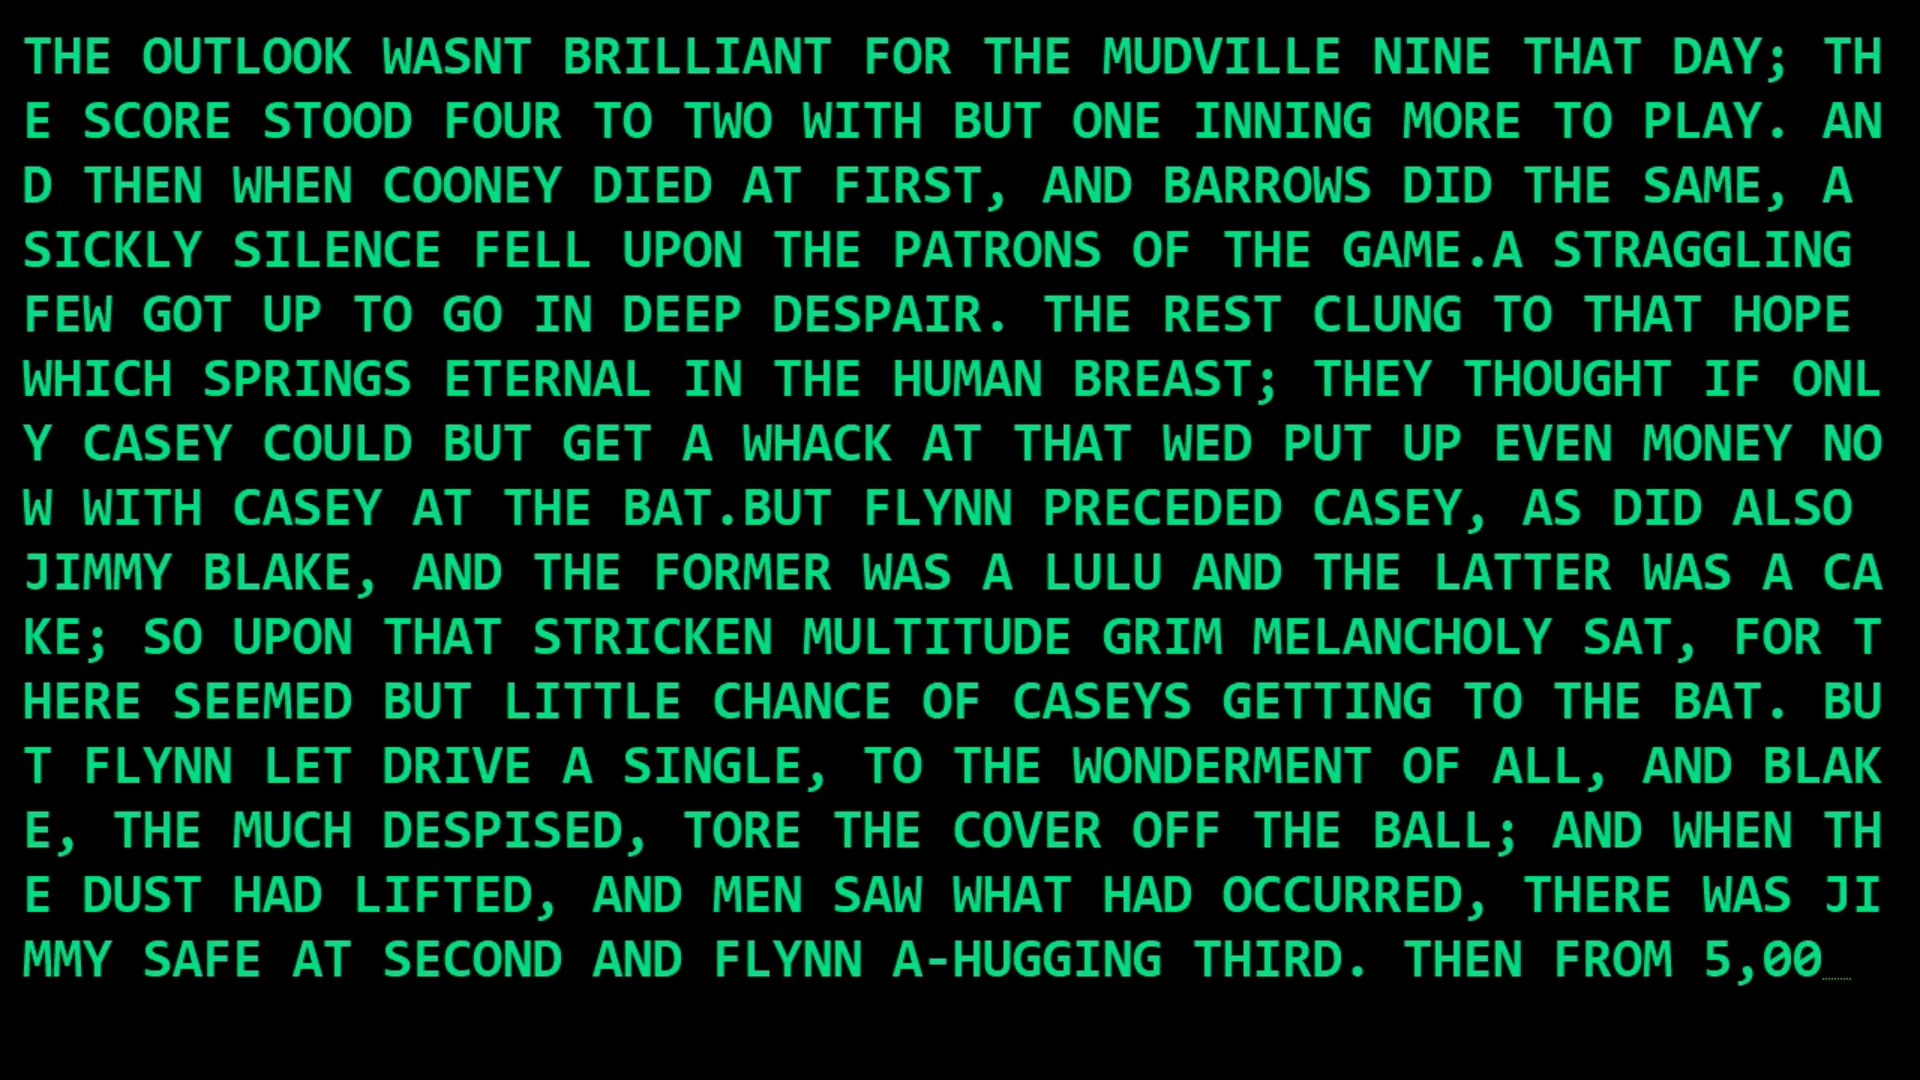 THE OUTLOOK WASNT BRILLIANT FOR THE MUDVILLE NINE THAT DAY; TH
E SCORE STOOD FOUR TO TWO WITH BUT ONE INNING MORE TO PLAY. AN
D THEN WHEN COONEY DIED AT FIRST, AND BARROWS DID THE SAME, A
SICKLY SILENCE FELL UPON THE PATRONS OF THE GAME.A STRAGGLING
FEW GOT UP TO GO IN DEEP DESPAIR. THE REST CLUNG TO THAT HOPE
WHICH SPRINGS ETERNAL IN THE HUMAN BREAST; THEY THOUGHT IF ONL
Y CASEY COULD BUT GET A WHACK AT THAT WED PUT UP EVEN MONEY NO
W WITH CASEY AT THE BAT.BUT FLYNN PRECEDED CASEY, AS DID ALSO
JIMMY BLAKE, AND THE FORMER WAS A LULU AND THE LATTER WAS A CA
KE; SO UPON THAT STRICKEN MULTITUDE GRIM MELANCHOLY SAT, FOR T
HERE SEEMED BUT LITTLE CHANCE OF CASEYS GETTING TO THE BAT. BU
T FLYNN LET DRIVE A SINGLE, TO THE WONDERMENT OF ALL, AND BLAK
E, THE MUCH DESPISED, TORE THE COVER OFF THE BALL; AND WHEN TH
E DUST HAD LIFTED, AND MEN SAW WHAT HAD OCCURRED, THERE WAS JI
MMY SAFE AT SECOND AND FLYNN A-HUGGING THIRD. THEN FROM 5,00